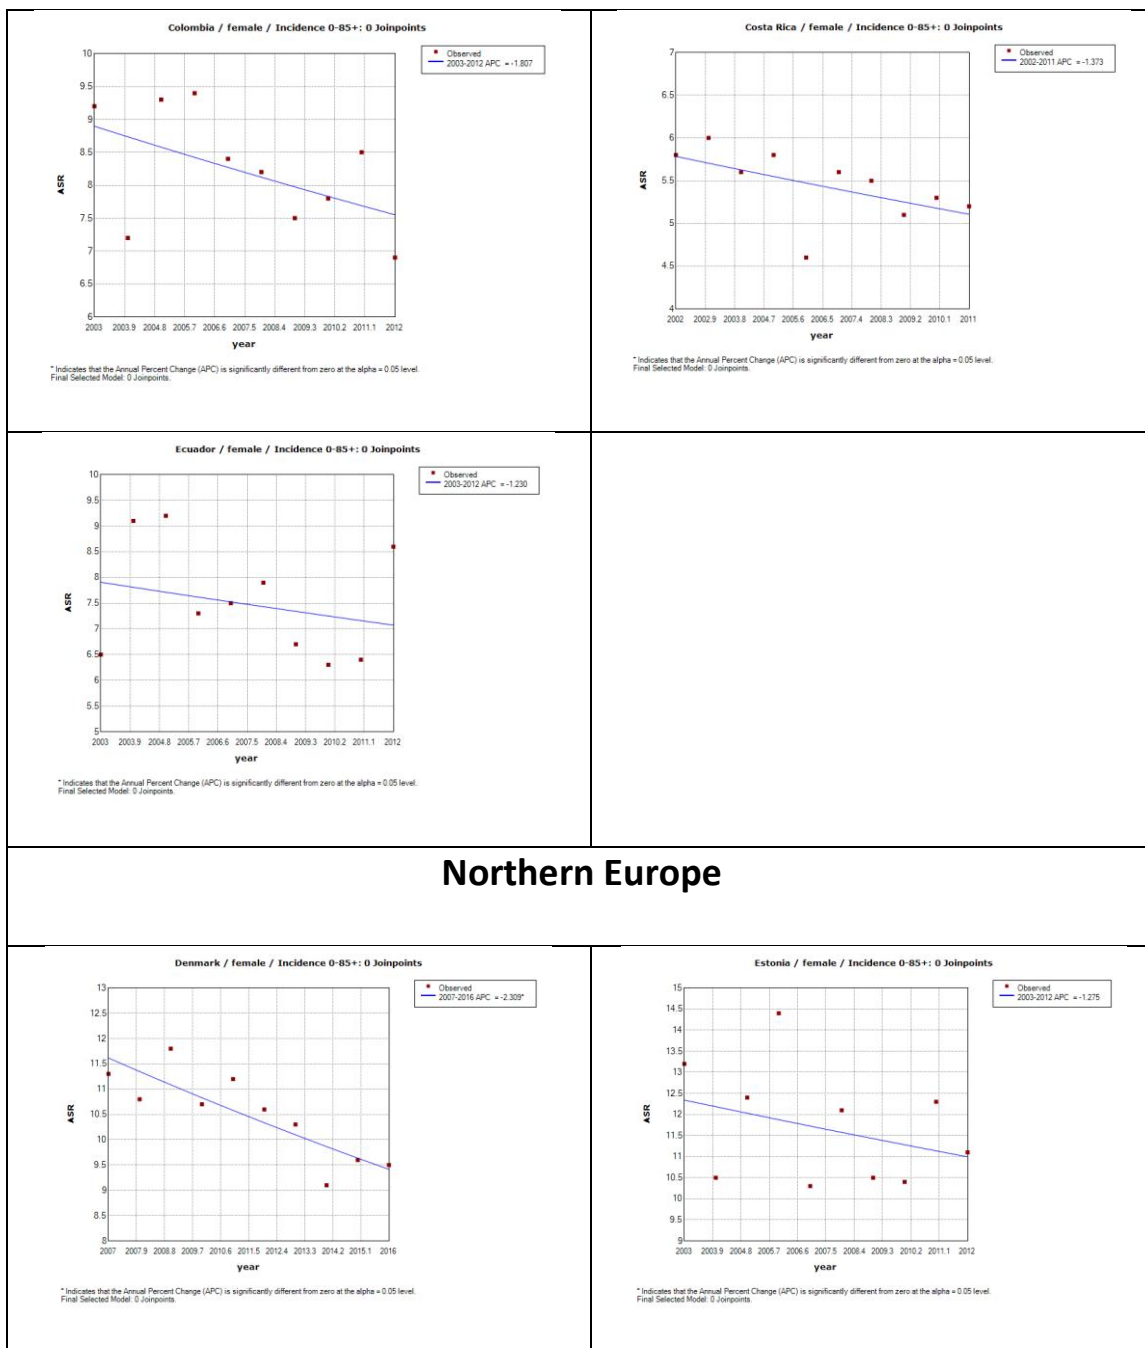 Colombia / female / Incidence 0-85+: 0 Joinpoints
Observed
2003-2012 APC = -1.807
10
9.5
9
8.5
8
7.5
7
6.5
6
ASR
2003 2003.9 2004.8 2005.7 2006.6 2007.5 2008.4 2009.3 2010.2 2011.1 2012
year
* Indicates that the Annual Percent Change (APC) is significantly different from zero at the alpha = 0.05 level.
Final Selected Model: 0 Joinpoints.
Costa Rica / female / Incidence 0-85+: 0 Joinpoints
Observed
2002-2011 APC = -1.373
7
6.5
6
5.5
5
4.5
4
ASR
2002 2002.9 2003.8 2004.7 2005.6 2006.5 2007.4 2008.3 2009.2 2010.1 2011
year
* Indicates that the Annual Percent Change (APC) is significantly different from zero at the alpha = 0.05 level.
Final Selected Model: 0 Joinpoints.
Ecuador / female / Incidence 0-85+: 0 Joinpoints
Observed
2003-2012 APC = -1.230
10
9.5
9
8.5
8
7.5
7
6.5
6
5.5
5
ASR
2003 2003.9 2004.8 2005.7 2006.6 2007.5 2008.4 2009.3 2010.2 2011.1 2012
year
* Indicates that the Annual Percent Change (APC) is significantly different from zero at the alpha = 0.05 level.
Final Selected Model: 0 Joinpoints.
Northern Europe
Denmark / female / Incidence 0-85+: 0 Joinpoints
Observed
2007-2016 APC = -2.309*
13
12.5
12
11.5
11
10.5
10
9.5
9
8.5
8
ASR
2007 2007.9 2008.8 2009.7 2010.6 2011.5 2012.4 2013.3 2014.2 2015.1 2016
year
* Indicates that the Annual Percent Change (APC) is significantly different from zero at the alpha = 0.05 level.
Final Selected Model: 0 Joinpoints.
Estonia / female / Incidence 0-85+: 0 Joinpoints
Observed
2003-2012 APC = -1.275
15
14.5
14
13.5
13
12.5
12
11.5
11
10.5
10
9.5
9
ASR
2003 2003.9 2004.8 2005.7 2006.6 2007.5 2008.4 2009.3 2010.2 2011.1 2012
year
* Indicates that the Annual Percent Change (APC) is significantly different from zero at the alpha = 0.05 level.
Final Selected Model: 0 Joinpoints.